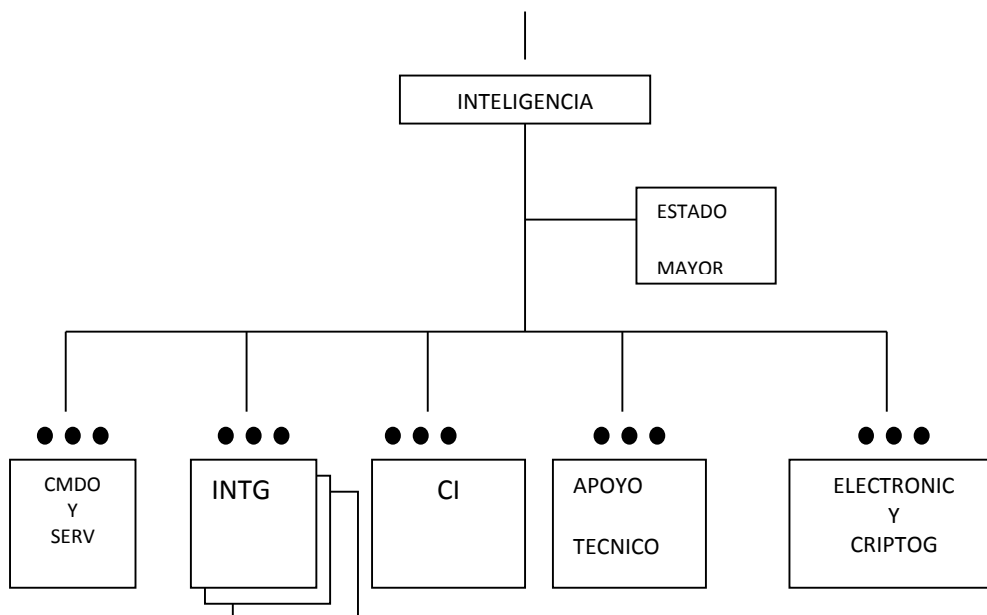 INTELIGENCIA
ESTADO
MAYOR
CMDO
Y
SERV
INTG
CI
APOYO
TECNICO
ELECTRONIC
Y
CRIPTOG